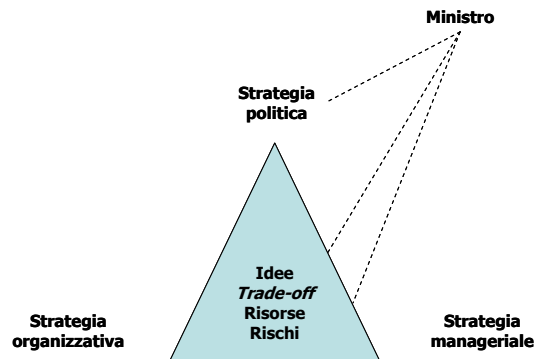 Ministro
Strategia
politica
Idee
Trade-off
Risorse
Rischi
Strategia
organizzativa
Strategia
manageriale